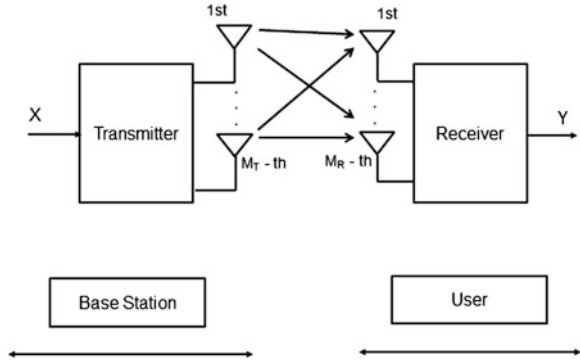 1st
1st
X
Transmitter
Receiver
Y
M_T - th
M_R - th
Base Station
User